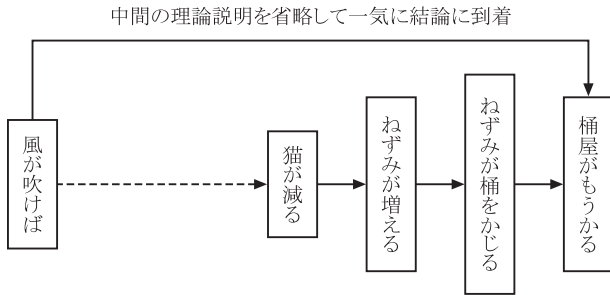 中間の理論説明を省略して一気に結論に到着
風が吹けば
猫が減る
ねずみが増える
ねずみが桶をかじる
桶屋がもうかる